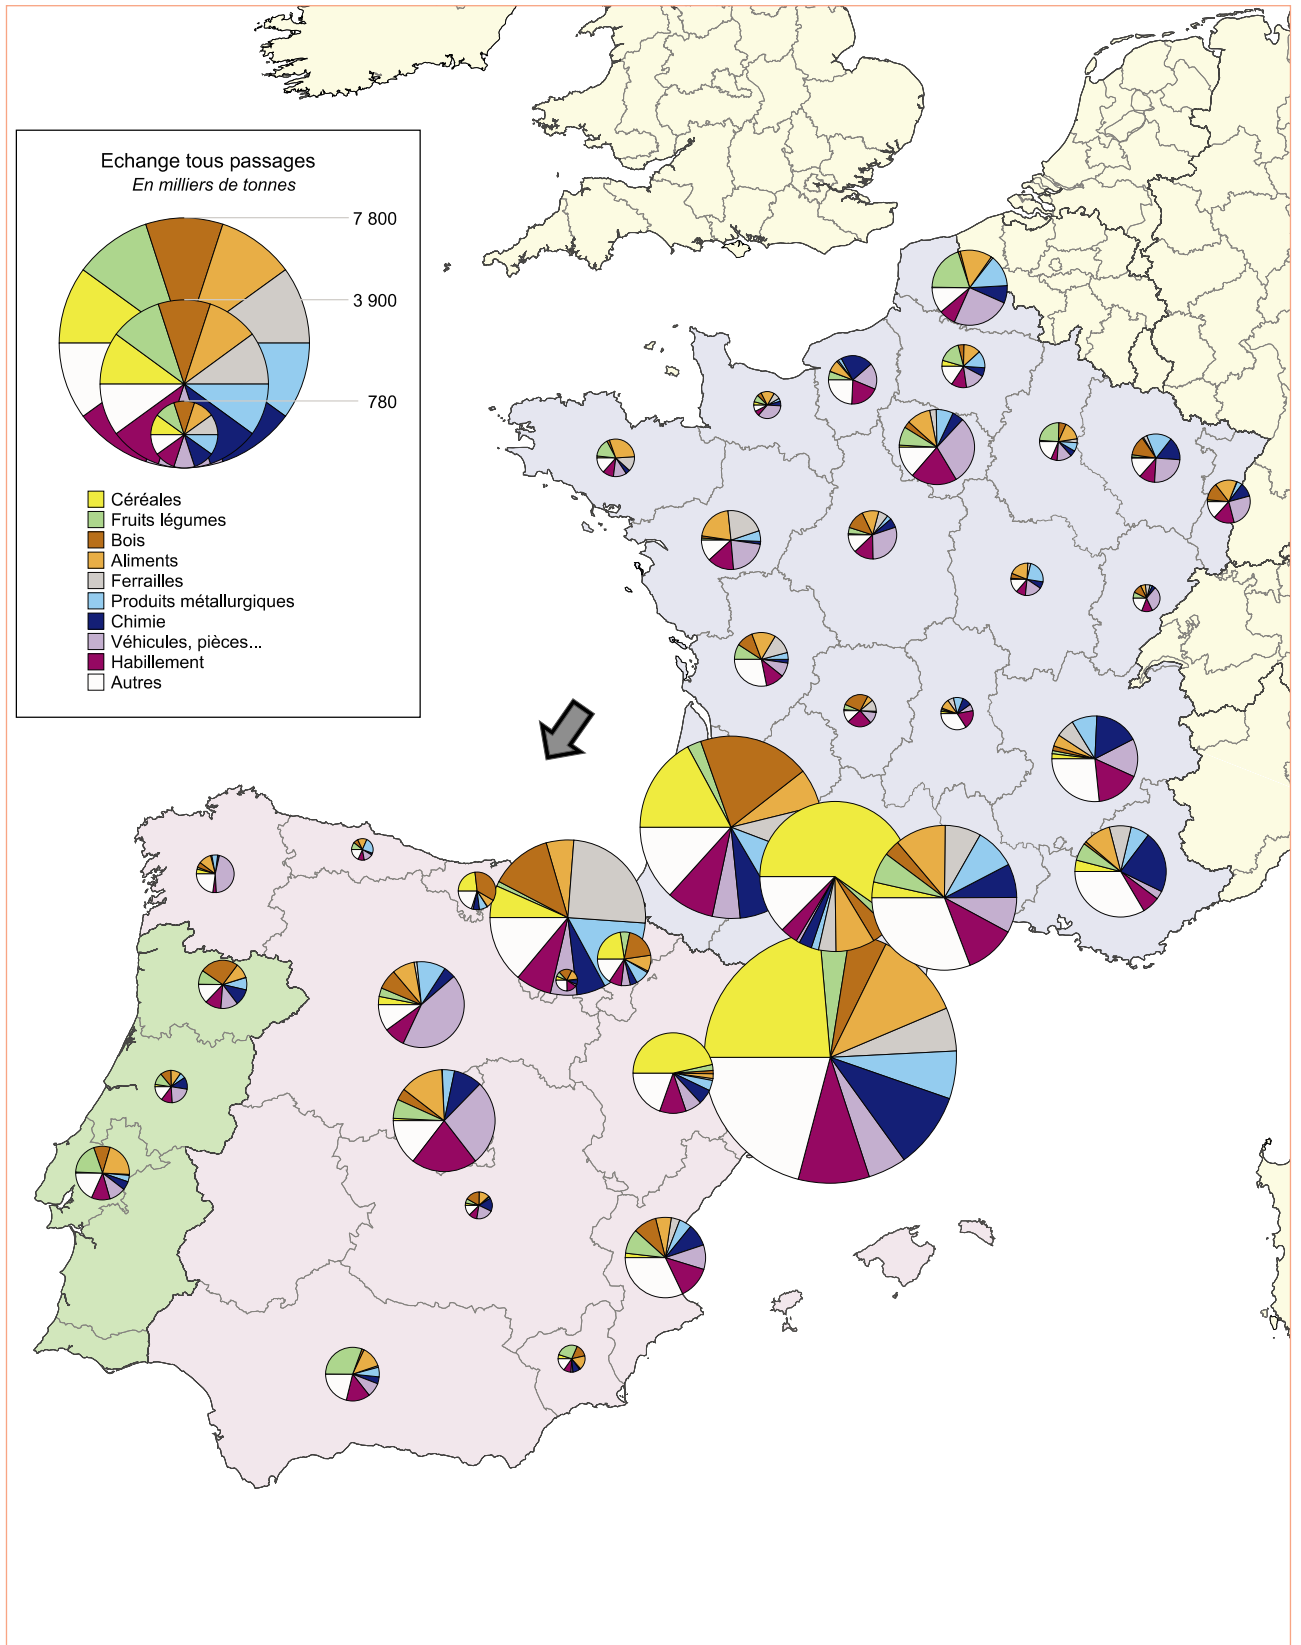 Echange tous passages
En milliers de tonnes
7 800
3 900
780
Céréales
Fruits légumes
Bois
Aliments
Ferrailles
Produits métallurgiques
Chimie
Véhicules, pièces...
Habillement
Autres